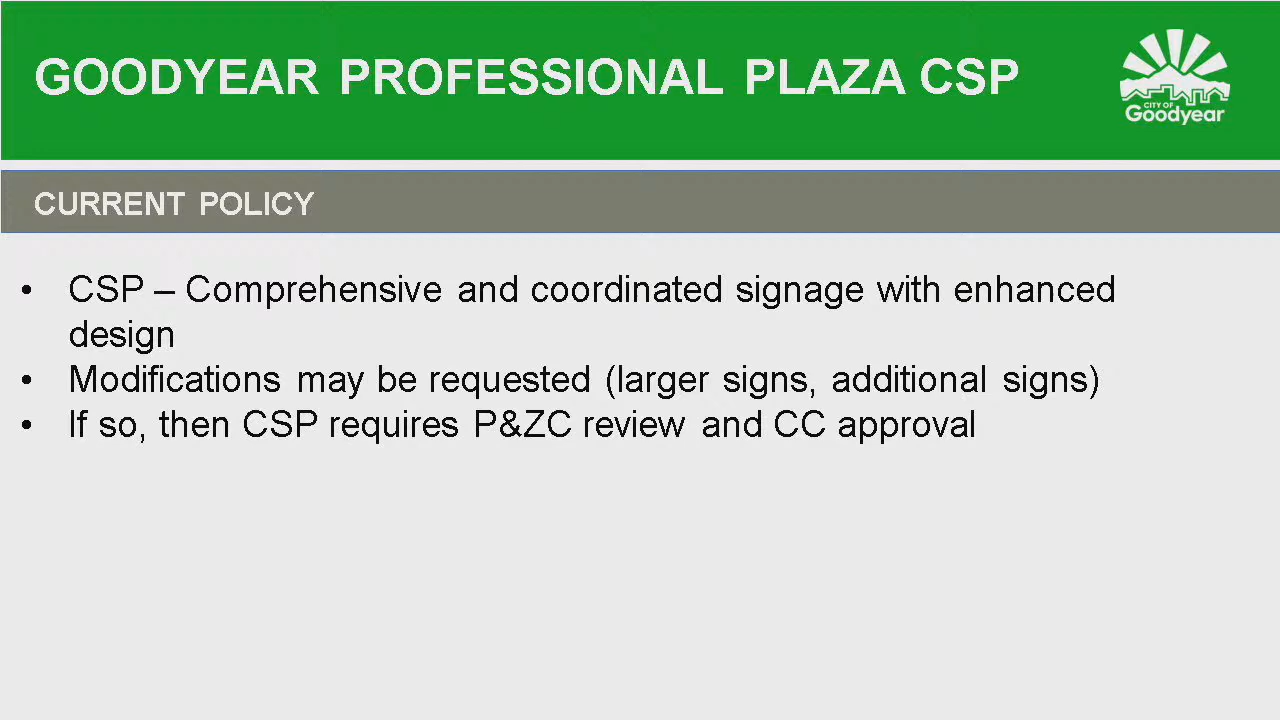 GOODYEAR PROFESSIONAL PLAZA CSP
CITY OF
Goodyear
CURRENT POLICY
• CSP – Comprehensive and coordinated signage with enhanced
design
• Modifications may be requested (larger signs, additional signs)
• If so, then CSP requires P&ZC review and CC approval